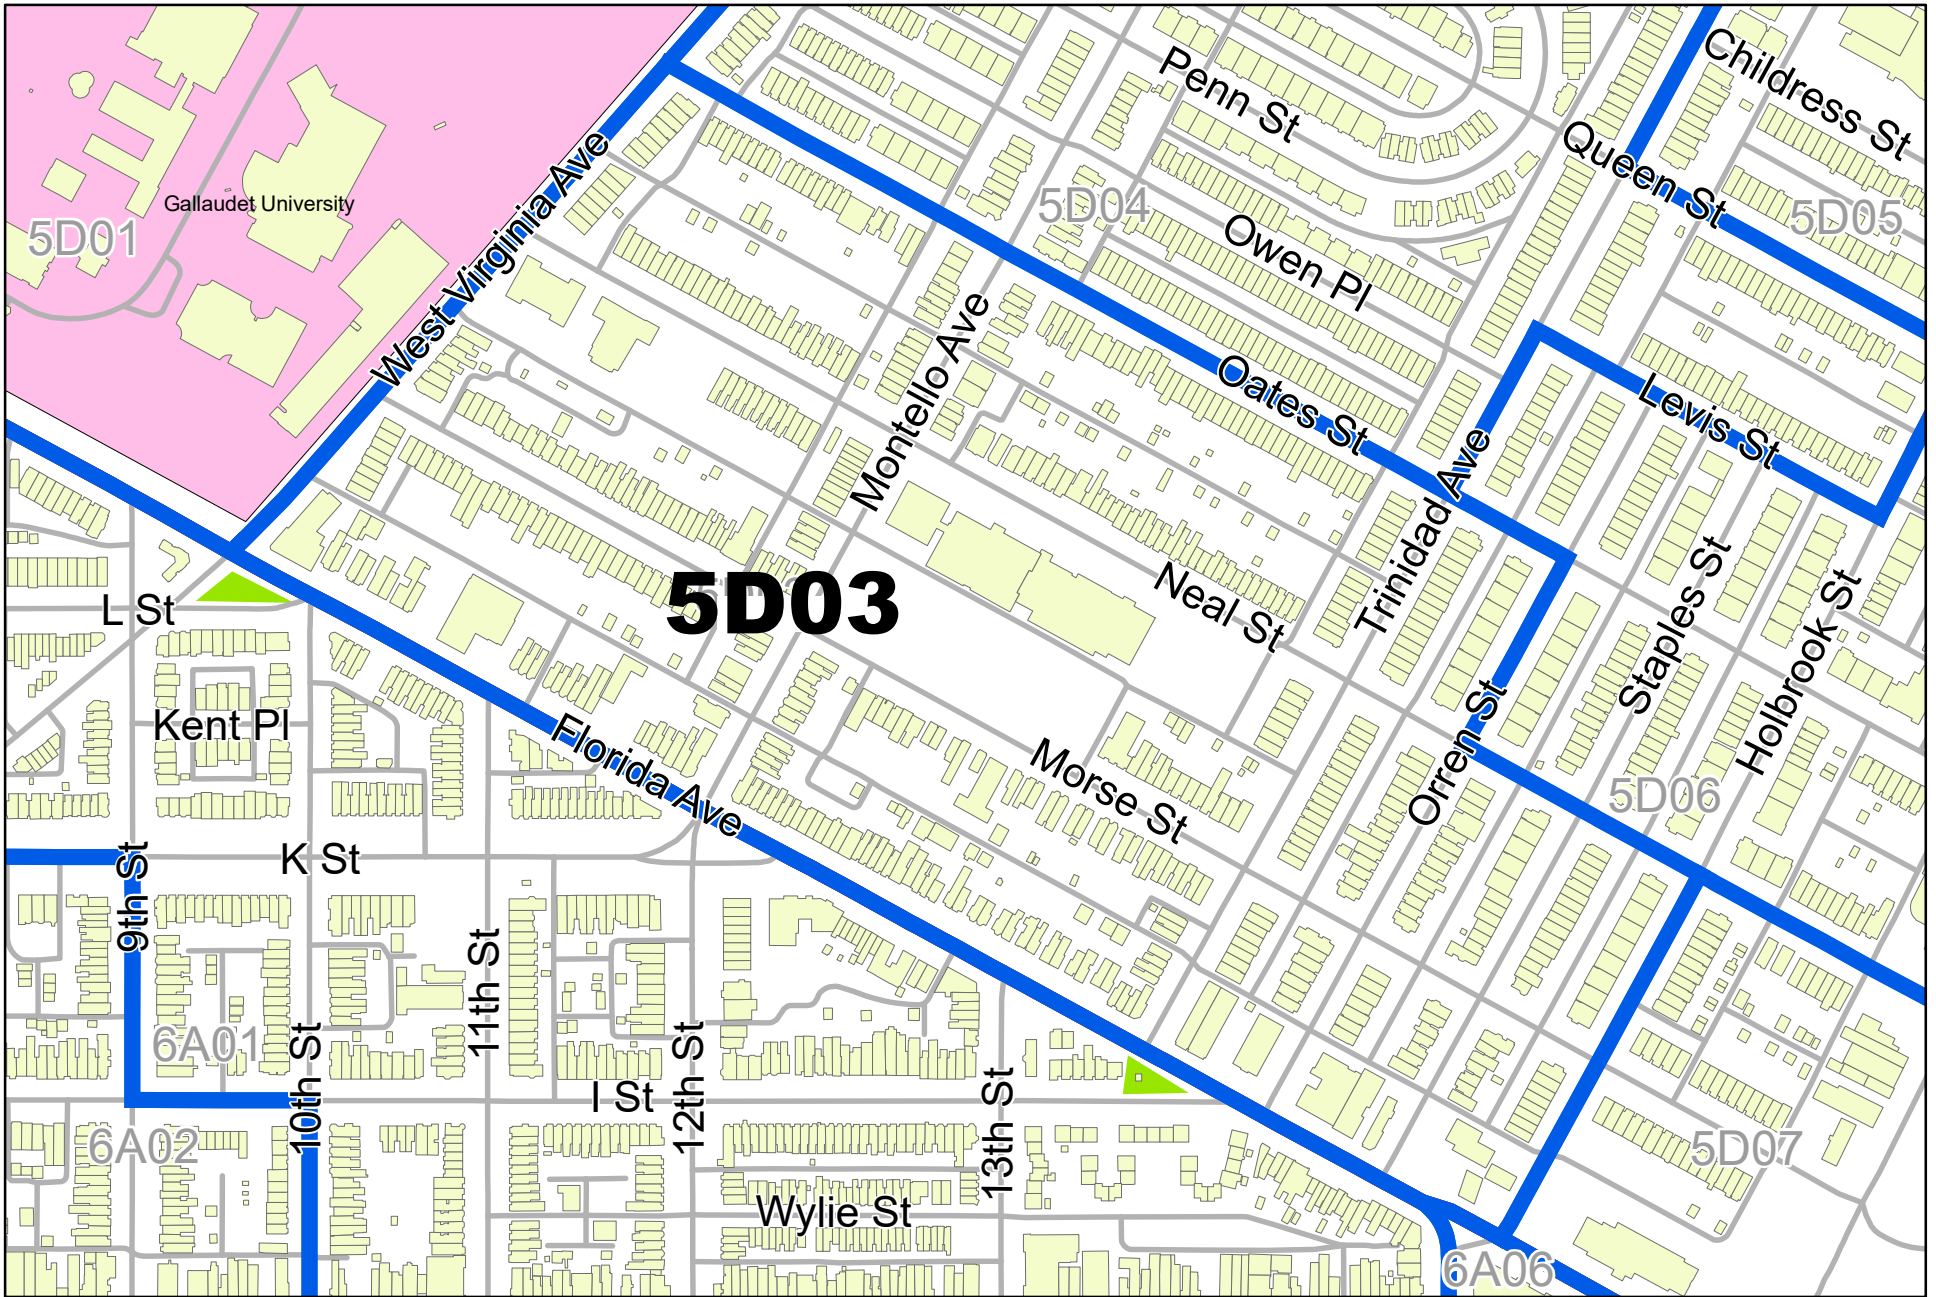 Childress St
Penn St
Queen St
Gallaudet University
5D04
5D05
5D01
West Virginia Ave
Owen Pl
Montello Ave
Oates St
Levis St
Trinidad Ave
5D03
Neal St
Staples St
Holbrook St
L St
Kent Pl
Florida Ave
Morse St
Orren St
5D06
K St
9th St
11th St
6A01
10th St
12th St
I St
13th St
6A02
5D07
Wylie St
6A06